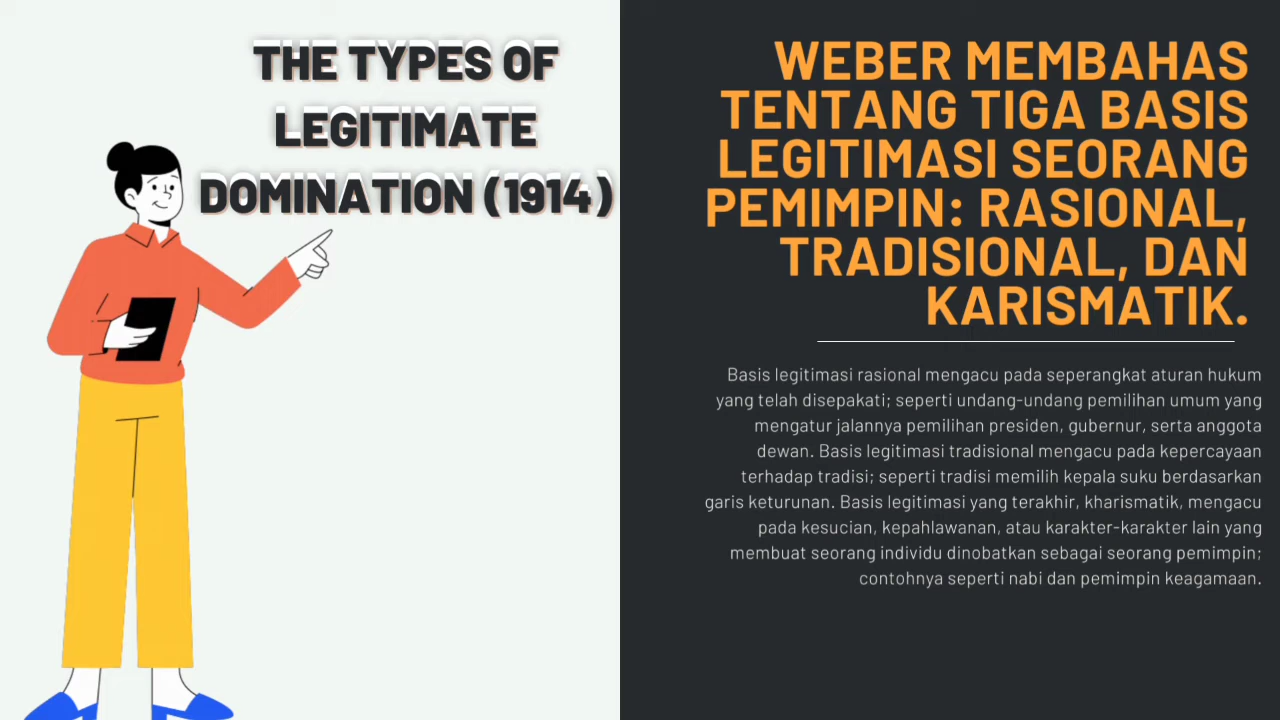 THE TYPES OF
LEGITIMATE
DOMINATION (1914)
WEBER MEMBAHAS
TENTANG TIGA BASIS
LEGITIMASI SEORANG
PEMIMPIN: RASIONAL,
TRADISIONAL, DAN
KARISMATIK.
Basis legitimasi rasional mengacu pada seperangkat aturan hukum
yang telah disepakati; seperti undang-undang pemilihan umum yang
mengatur jalannya pemilihan presiden, gubernur, serta anggota
dewan. Basis legitimasi tradisional mengacu pada kepercayaan
terhadap tradisi; seperti tradisi memilih kepala suku berdasarkan
garis keturunan. Basis legitimasi yang terakhir, kharismatik, mengacu
pada kesucian, kepahlawanan, atau karakter-karakter lain yang
membuat seorang individu dinobatkan sebagai seorang pemimpin;
contohnya seperti nabi dan pemimpin keagamaan.